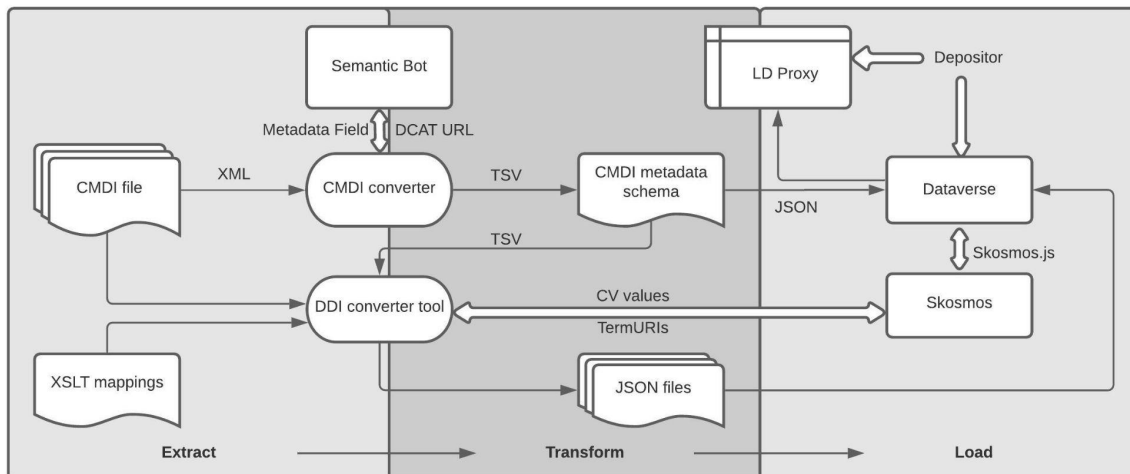 Semantic Bot
LD Proxy
Depositor
Metadata Field
DCAT URL
CMDI file
XML
CMDI converter
TSV
CMDI metadata
schema
JSON
Dataverse
TSV
Skosmos.js
DDI converter tool
CV values
TermURIs
Skosmos
XSLT mappings
JSON files
Extract
Transform
Load